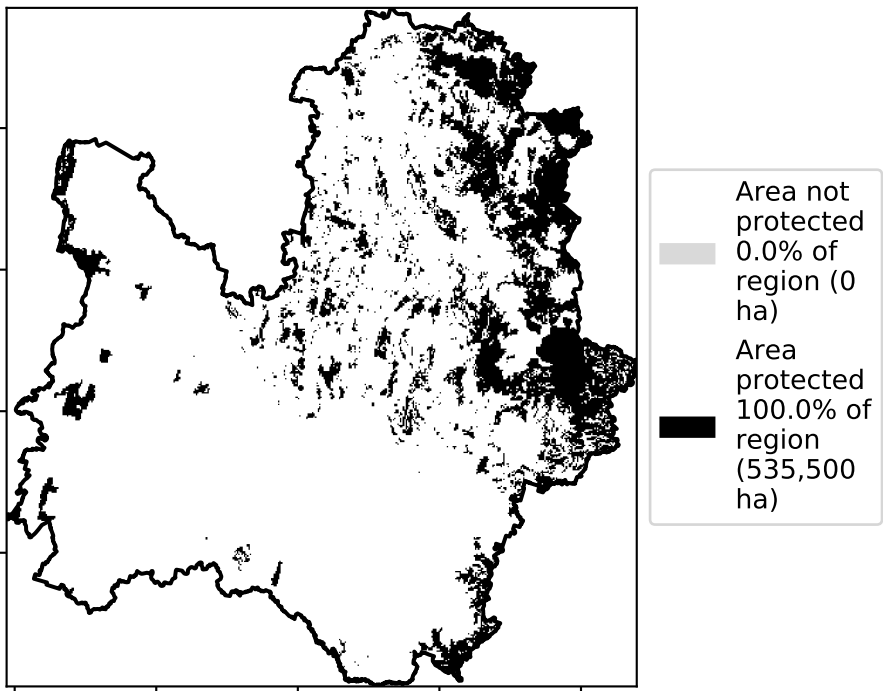 Area not
protected
0.0% of
region (0
ha)
Area
protected
100.0% of
region
(535,500
ha)